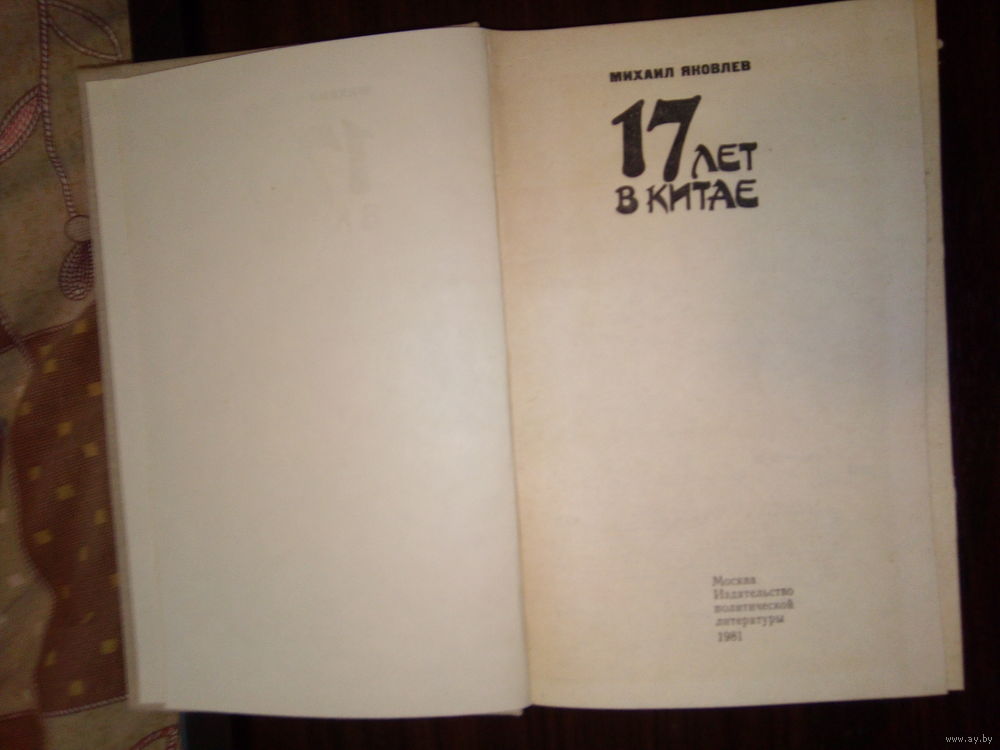 МИХАИЛ ЯКОВЛЕВ
17 ЛЕТ
В КИТАЕ
Москва
Издательство
политической
литературы
1981
www.ay.by